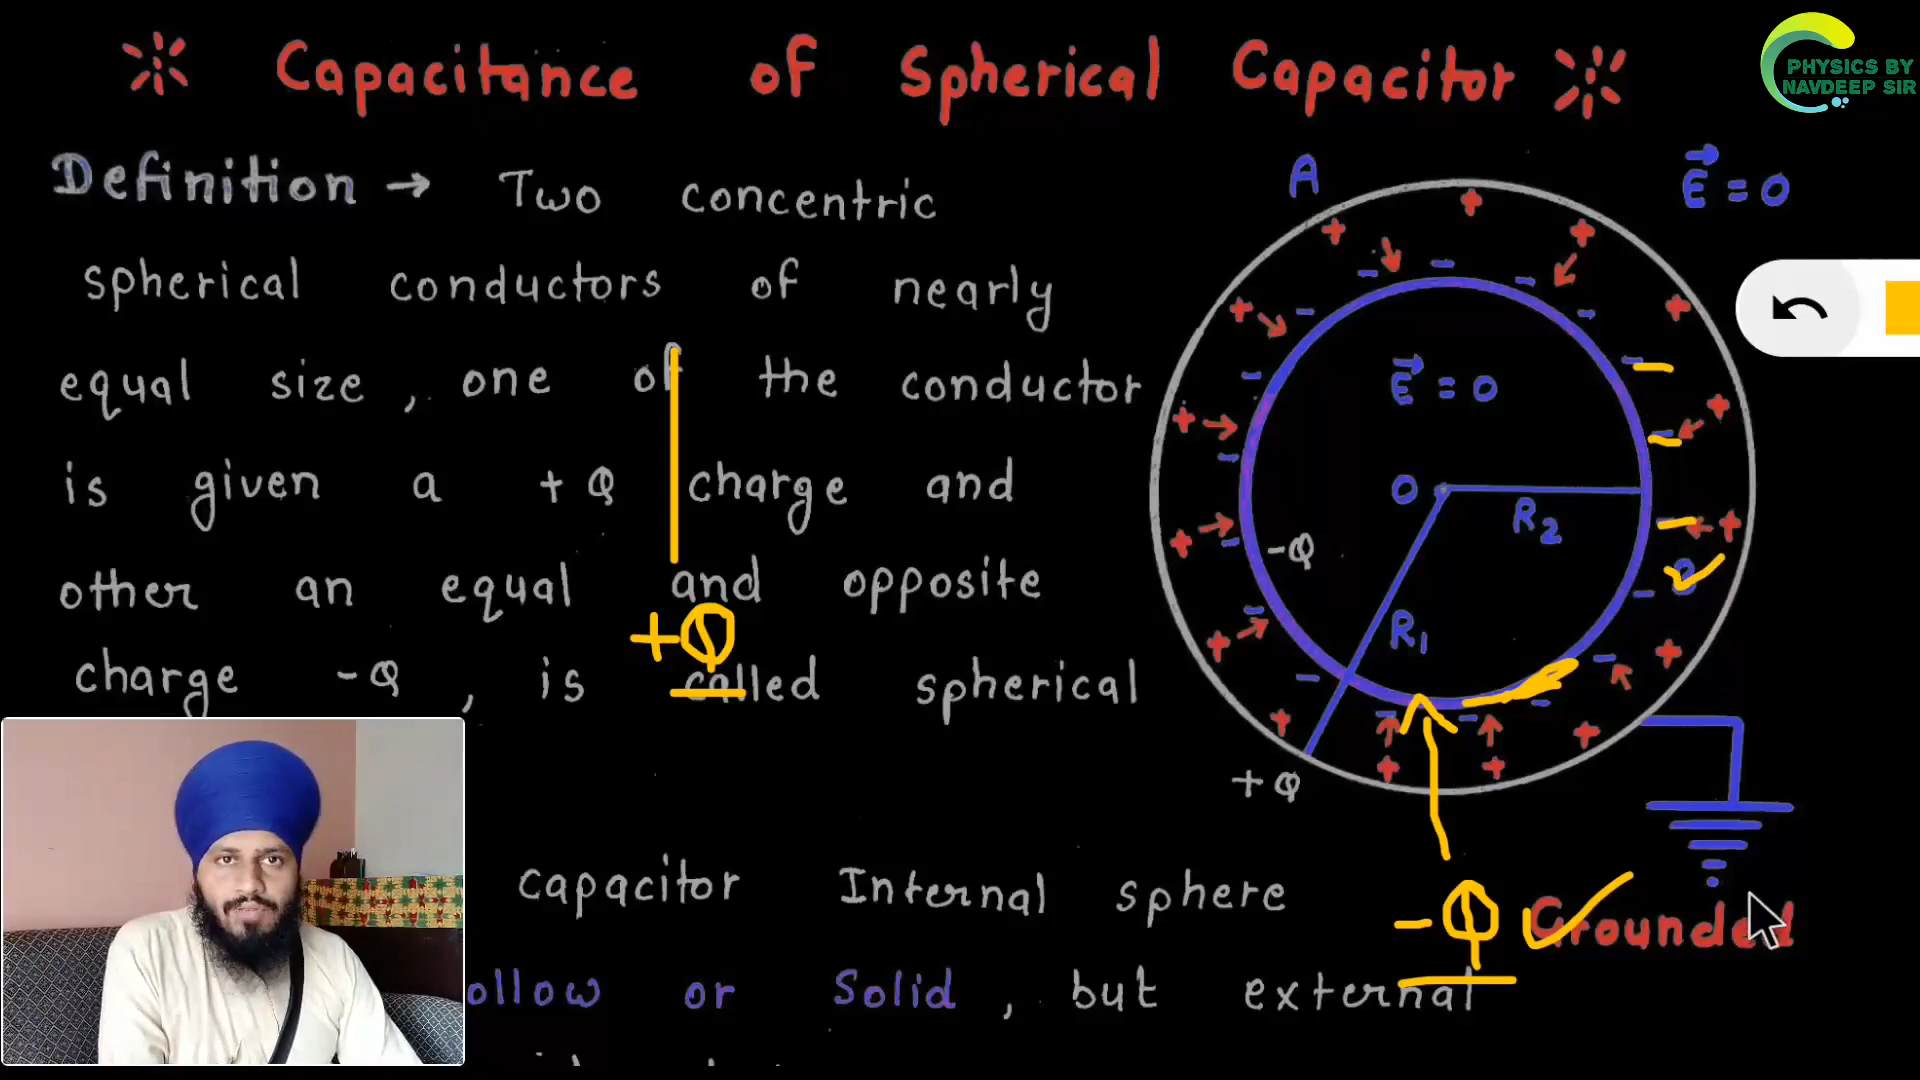 Capacitance of Spherical Capacitor
PHYSICS BY
NAVDEEP SIR
Definition → Two concentric
spherical conductors of nearly
equal size, one of the conductor
is given a +Q charge and
other an equal and opposite
charge -Q, is called spherical
capacitor Internal sphere
ollow or Solid, but external
+Q
A
E = 0
E = 0
O
R2
-Q
R1
+Q
-Q
Grounded